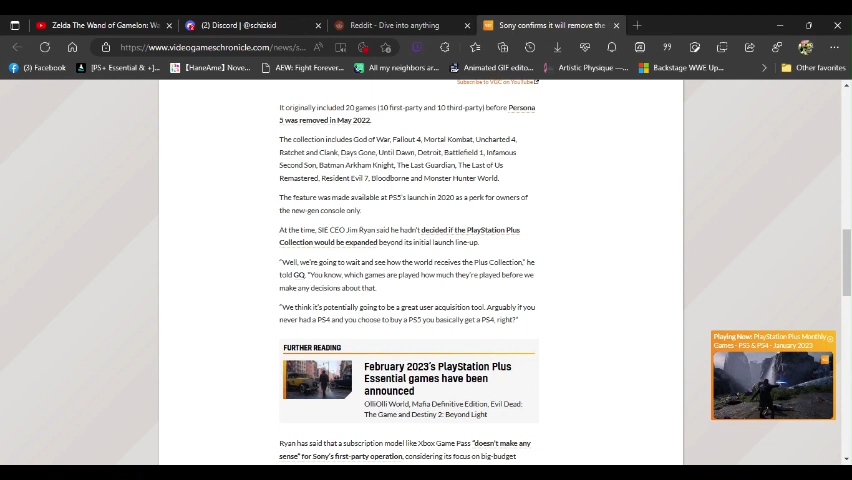 Zelda The Wand of Gamelon: Wa
(2) Discord | @schizkid
Reddit - Dive into anything
Sony confirms it will remove the
https://www.videogameschronicle.com/news/s...
(3) Facebook
[PS+ Essential &+]...
[HaneAme] Nove...
AEW: Fight Forever...
All my neighbors ar...
Animated GIF editor...
Artistic Physique —...
Backstage WWE Up...
Other favorites
Subscribe to VGC on YouTube
It originally included 20 games (10 first-party and 10 third-party) before Persona
5 was removed in May 2022.
The collection includes God of War, Fallout 4, Mortal Kombat, Uncharted 4,
Ratchet and Clank, Days Gone, Until Dawn, Detroit, Battlefield 1, Infamous
Second Son, Batman Arkham Knight, The Last Guardian, The Last of Us
Remastered, Resident Evil 7, Bloodborne and Monster Hunter World.
The feature was made available at PS5's launch in 2020 as a perk for owners of
the new-gen console only.
At the time, SIE CEO Jim Ryan said he hadn't decided if the PlayStation Plus
Collection would be expanded beyond its initial launch line-up.
"Well, we're going to wait and see how the world receives the Plus Collection," he
told GQ. "You know, which games are played how much they're played before we
make any decisions about that.
"We think it's potentially going to be a great user acquisition tool. Arguably if you
never had a PS4 and you choose to buy a PS5 you basically get a PS4, right?"
FURTHER READING
February 2023's PlayStation Plus
Essential games have been
announced
OlliOlli World, Mafia Definitive Edition, Evil Dead:
The Game and Destiny 2: Beyond Light
Playing Now: PlayStation Plus Monthly
Games - PS5 & PS4 - January 2023
Ryan has said that a subscription model like Xbox Game Pass "doesn't make any
sense" for Sony's first-party operation, considering its focus on big-budget